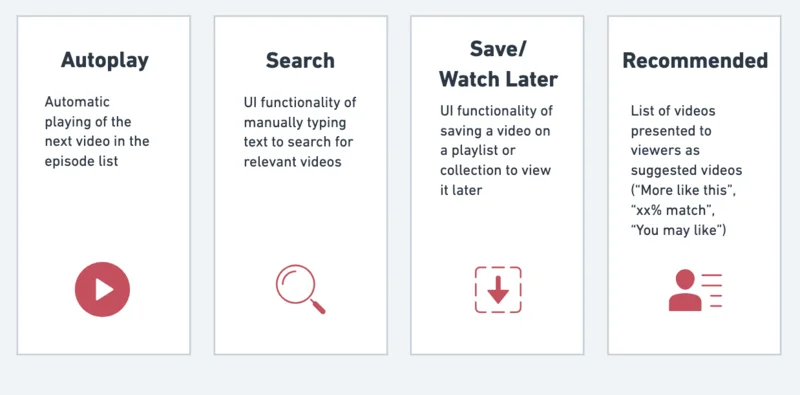 Autoplay
Automatic
playing of the
next video in the
episode list
Search
UI functionality of
manually typing
text to search for
relevant videos
Save/
Watch Later
UI functionality of
saving a video on
a playlist or
collection to view
it later
Recommended
List of videos
presented to
viewers as
suggested videos
(“More like this”,
“xx% match”,
“You may like”)